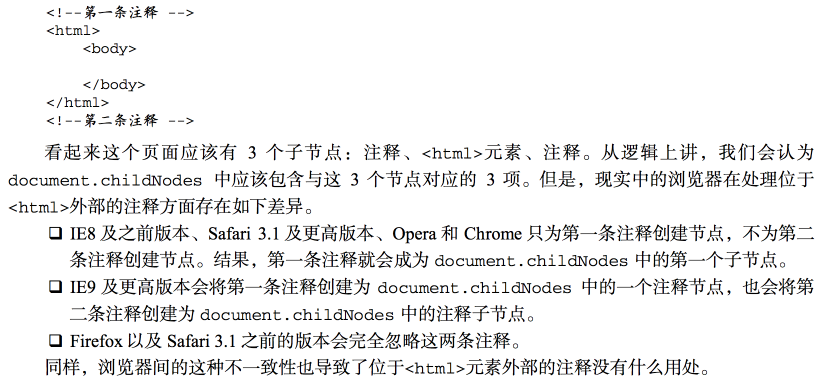 <!--第一条注释 -->
<html>
<body>
</body>
</html>
<!--第二条注释 -->
看起来这个页面应该有 3 个子节点：注释、<html>元素、注释。从逻辑上讲，我们会认为
document.childNodes 中应该包含与这 3 个节点对应的 3 项。但是，现实中的浏览器在处理位于
<html>外部的注释方面存在如下差异。
❑ IE8 及之前版本、Safari 3.1 及更高版本、Opera 和 Chrome 只为第一条注释创建节点，不为第二
条注释创建节点。结果，第一条注释就会成为 document.childNodes 中的第一个子节点。
❑ IE9 及更高版本会将第一条注释创建为 document.childNodes 中的一个注释节点，也会将第
二条注释创建为 document.childNodes 中的注释子节点。
❑ Firefox 以及 Safari 3.1 之前的版本会完全忽略这两条注释。
同样，浏览器间的这种不一致性也导致了位于<html>元素外部的注释没有什么用处。